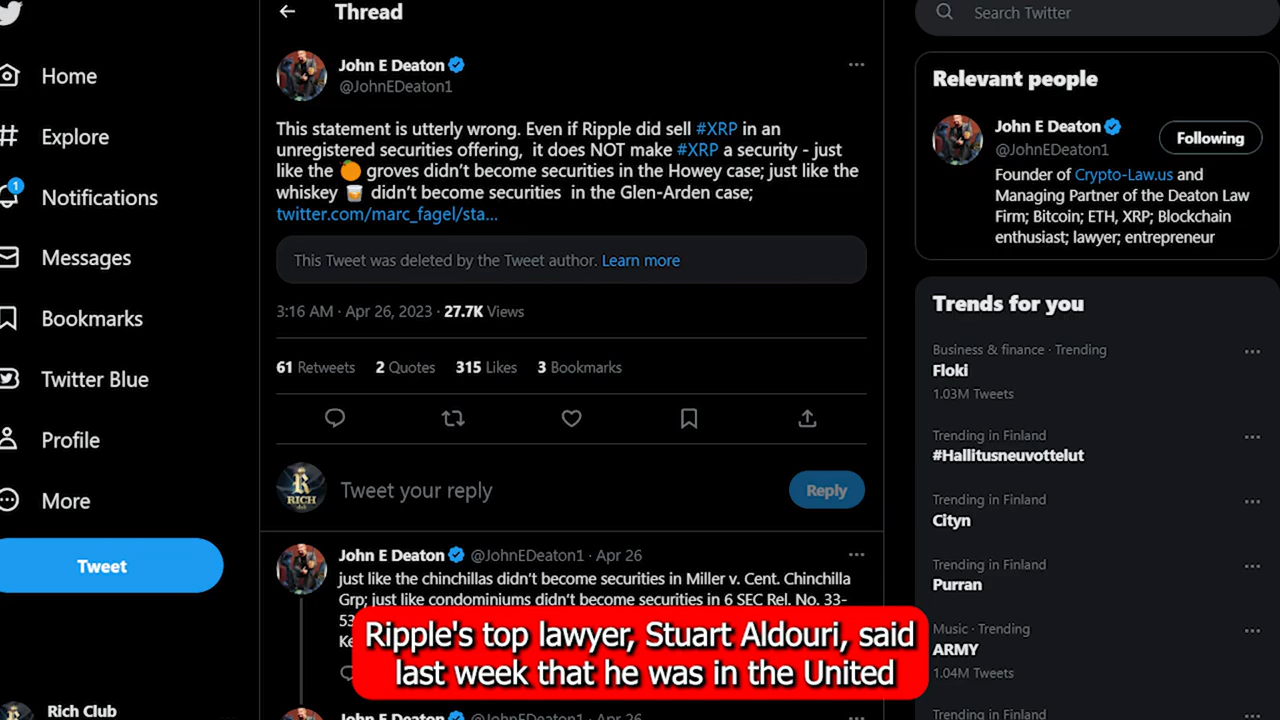 Thread
Search Twitter
Home
Explore
1
Notifications
Messages
Bookmarks
Twitter Blue
Profile
More
Tweet
Rich Club
John E Deaton
@JohnEDeaton1
This statement is utterly wrong. Even if Ripple did sell #XRP in an
unregistered securities offering, it does NOT make #XRP a security - just
like the 🍊 groves didn't become securities in the Howey case; just like the
whiskey 🥃 didn't become securities in the Glen-Arden case;
twitter.com/marc_fagel/sta...
This Tweet was deleted by the Tweet author. Learn more
3:16 AM · Apr 26, 2023 · 27.7K Views
61 Retweets 2 Quotes 315 Likes 3 Bookmarks
RICH
Tweet your reply
Reply
John E Deaton @JohnEDeaton1 · Apr 26
just like the chinchillas didn't become securities in Miller v. Cent. Chinchilla
Grp; just like condominiums didn't become securities in 6 SEC Rel. No. 33-
Ripple's top lawyer, Stuart Aldouri, said
last week that he was in the United
John E Deaton @JohnEDeaton1 · Apr 26
Relevant people
John E Deaton
@JohnEDeaton1
Following
Founder of Crypto-Law.us and
Managing Partner of the Deaton Law
Firm; Bitcoin; ETH, XRP; Blockchain
enthusiast; lawyer; entrepreneur
Trends for you
Business & finance · Trending
Floki
1.03M Tweets
Trending in Finland
#Hallitusneuvottelut
Trending in Finland
Cityn
Trending in Finland
Purran
Music · Trending
ARMY
1.04M Tweets
Trending in Finland